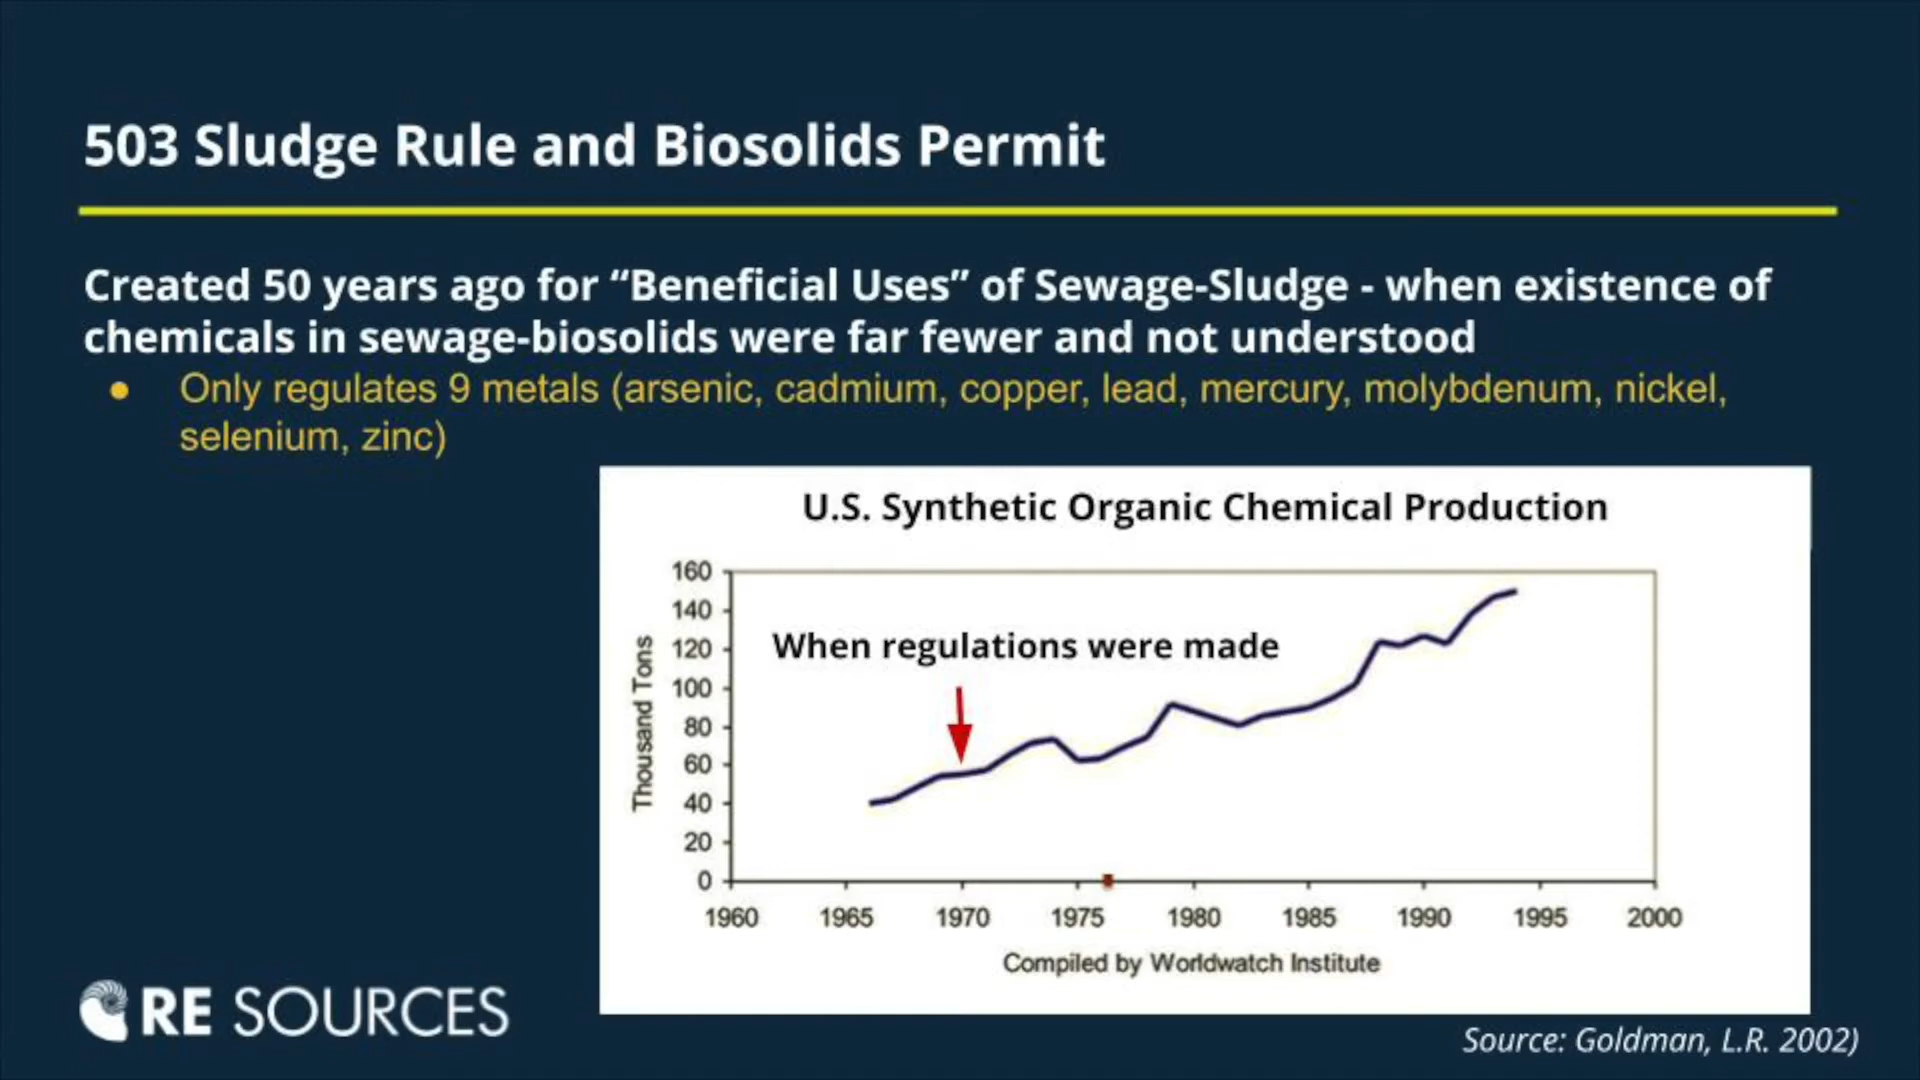 503 Sludge Rule and Biosolids Permit
Created 50 years ago for “Beneficial Uses” of Sewage-Sludge - when existence of
chemicals in sewage-biosolids were far fewer and not understood
● Only regulates 9 metals (arsenic, cadmium, copper, lead, mercury, molybdenum, nickel,
selenium, zinc)
U.S. Synthetic Organic Chemical Production
When regulations were made
Thousand Tons
160
140
120
100
80
60
40
20
0
1960 1965 1970 1975 1980 1985 1990 1995 2000
Compiled by Worldwatch Institute
RE SOURCES
Source: Goldman, L.R. 2002)